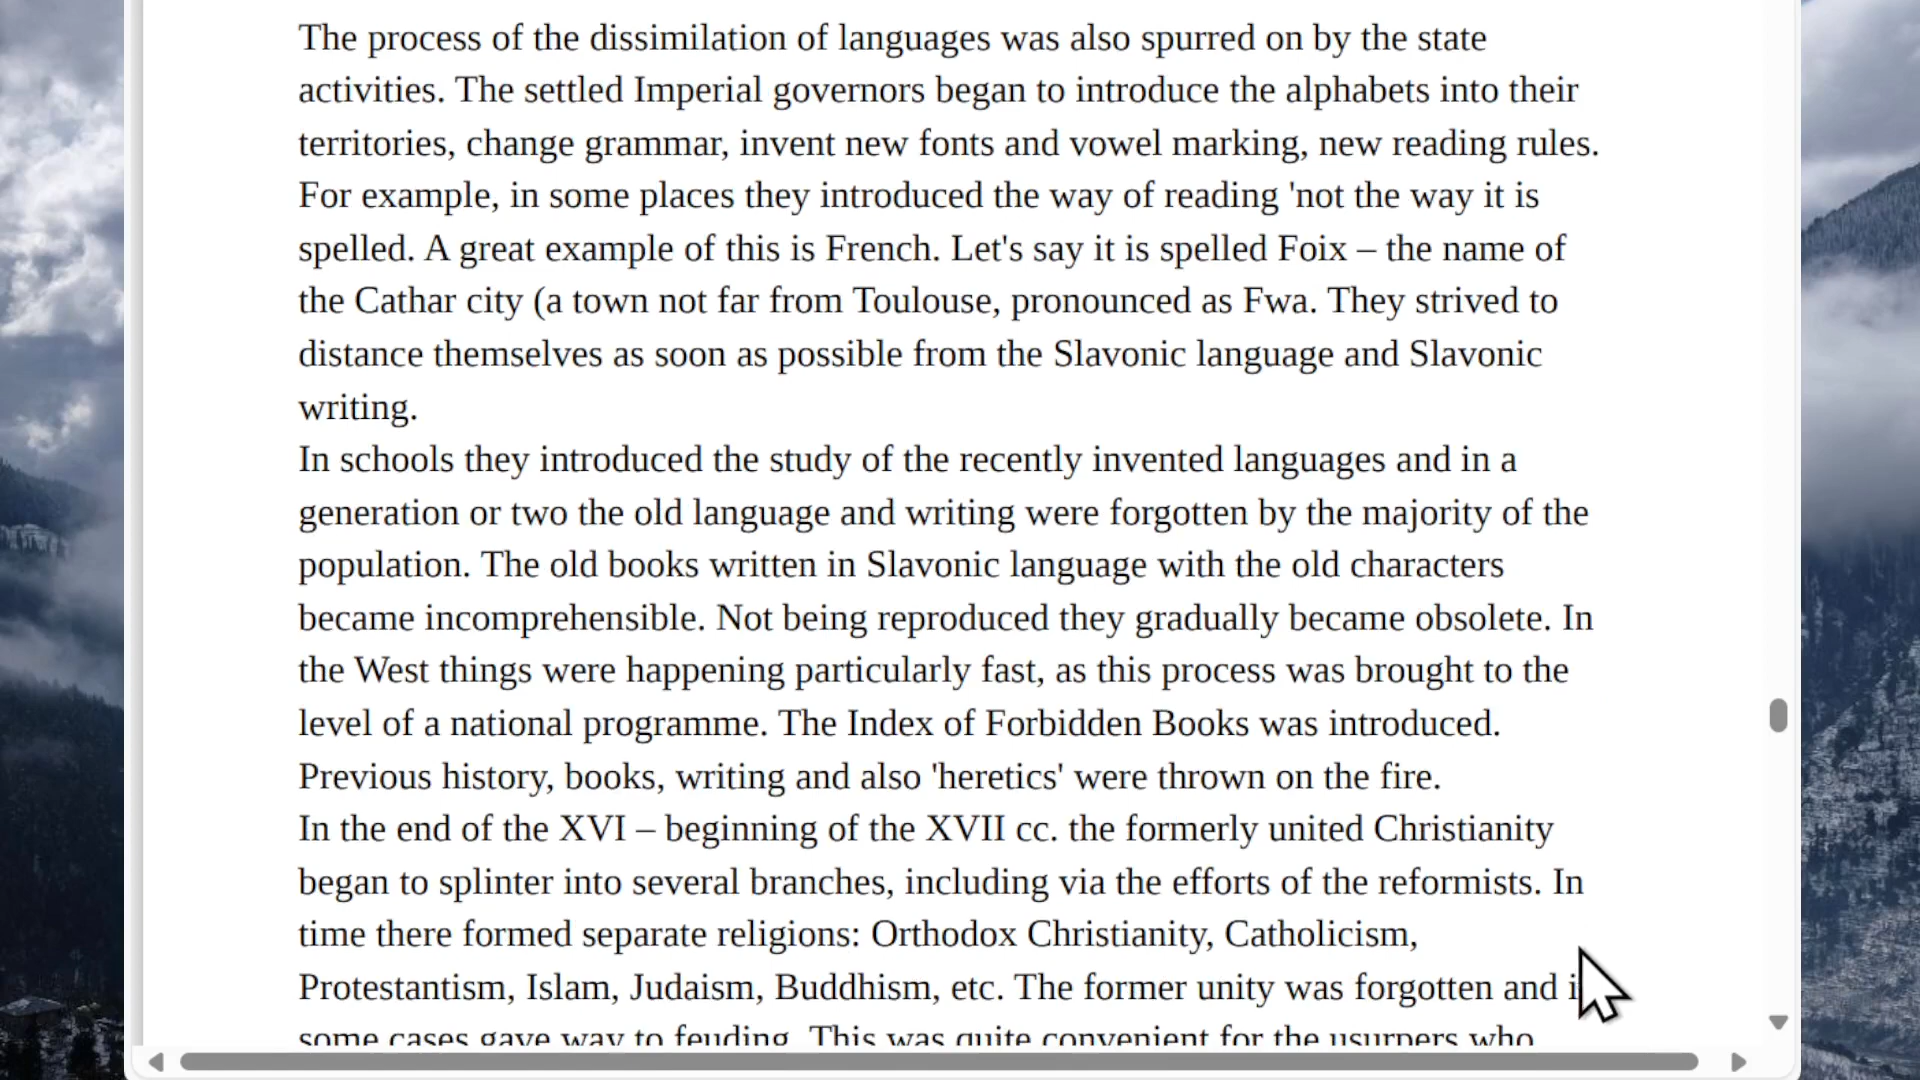 The process of the dissimilation of languages was also spurred on by the state
activities. The settled Imperial governors began to introduce the alphabets into their
territories, change grammar, invent new fonts and vowel marking, new reading rules.
For example, in some places they introduced the way of reading 'not the way it is
spelled. A great example of this is French. Let's say it is spelled Foix – the name of
the Cathar city (a town not far from Toulouse, pronounced as Fwa. They strived to
distance themselves as soon as possible from the Slavonic language and Slavonic
writing.
In schools they introduced the study of the recently invented languages and in a
generation or two the old language and writing were forgotten by the majority of the
population. The old books written in Slavonic language with the old characters
became incomprehensible. Not being reproduced they gradually became obsolete. In
the West things were happening particularly fast, as this process was brought to the
level of a national programme. The Index of Forbidden Books was introduced.
Previous history, books, writing and also 'heretics' were thrown on the fire.
In the end of the XVI – beginning of the XVII cc. the formerly united Christianity
began to splinter into several branches, including via the efforts of the reformists. In
time there formed separate religions: Orthodox Christianity, Catholicism,
Protestantism, Islam, Judaism, Buddhism, etc. The former unity was forgotten and
some cases gave way to feuding. This was quite convenient for the usurpers who